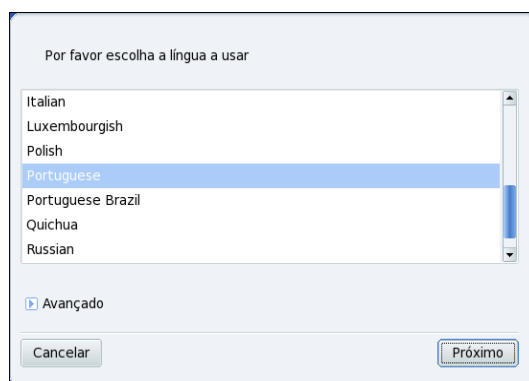 Por favor escolha a língua a usar
Italian
Luxembourgish
Polish
Portuguese
Portuguese Brazil
Quichua
Russian
Avançado
Cancelar
Próximo